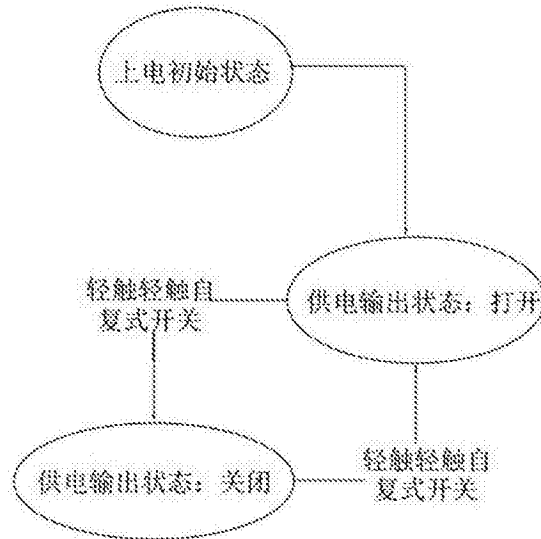 上电初始状态
轻触轻触自
复式开关
供电输出状态：打开
供电输出状态：关闭
轻触轻触自
复式开关